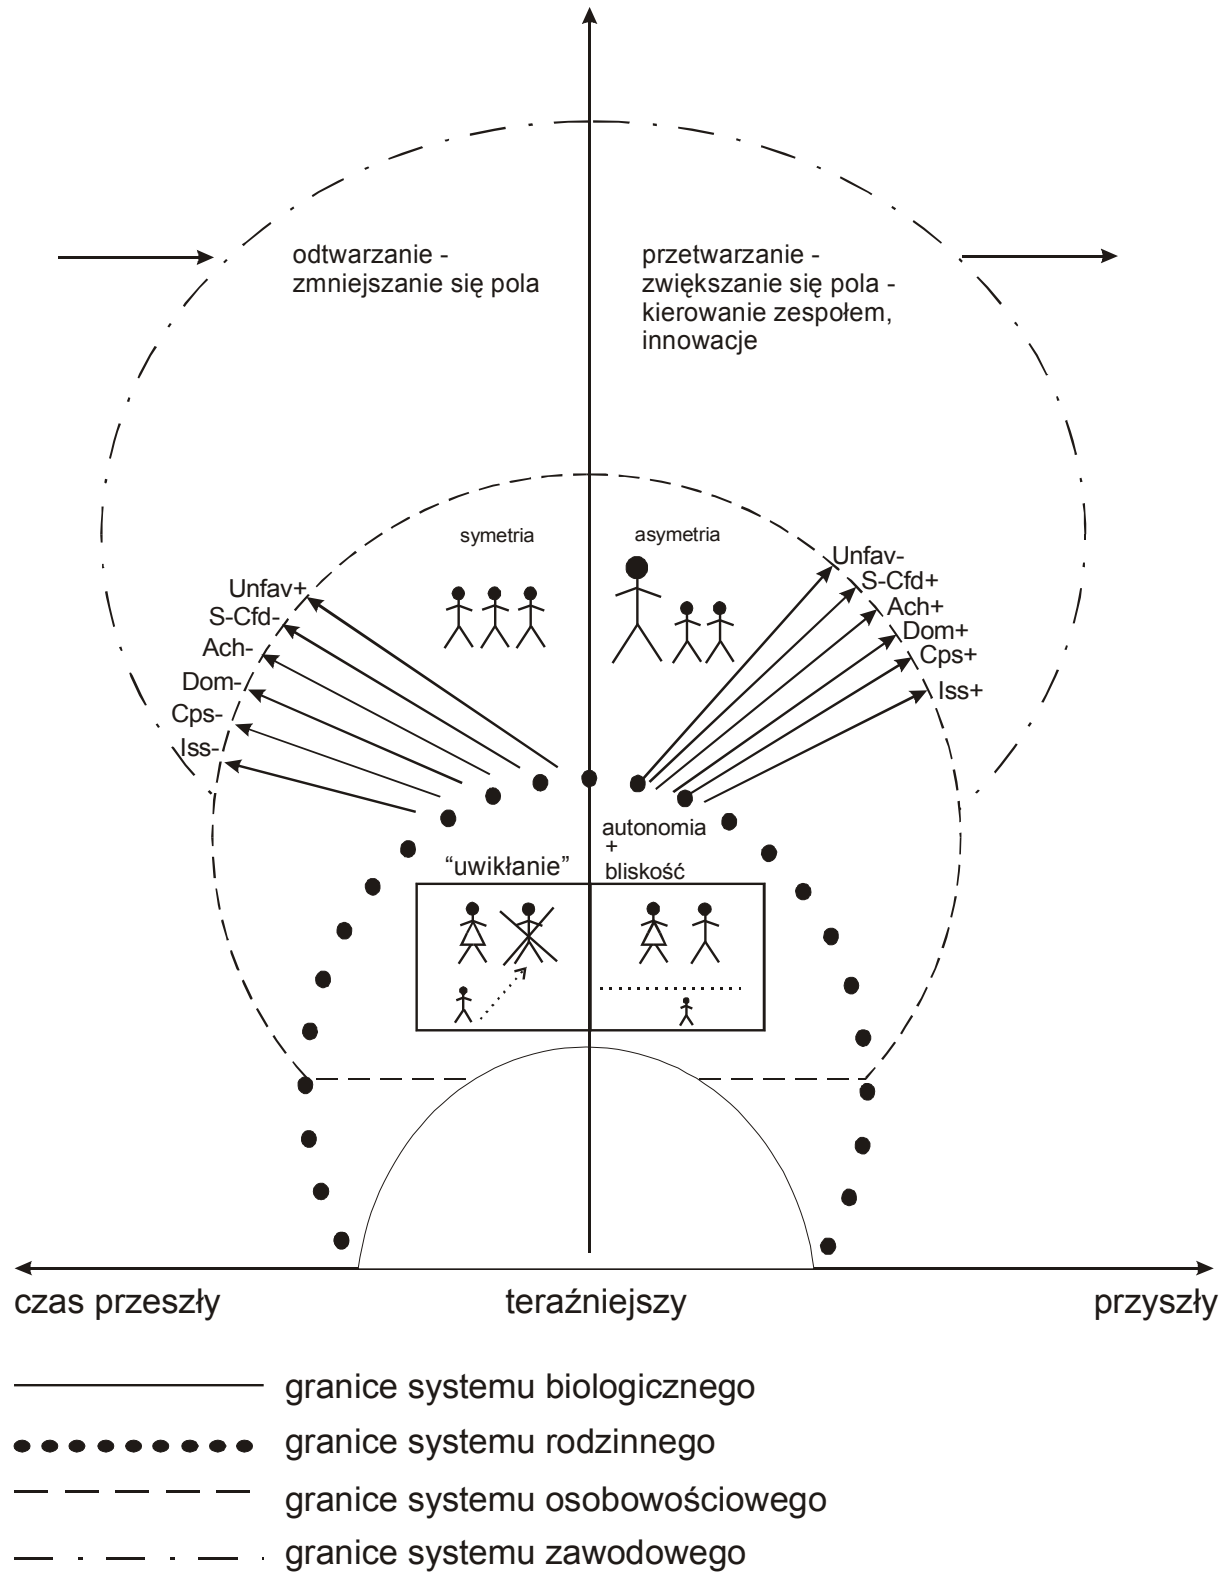 odtwarzanie -
zmniejszanie się pola
przetwarzanie -
zwiększanie się pola -
kierowanie zespołem,
innowacje
symetria
asymetria
Unfav+
S-Cfd-
Ach-
Dom-
Cps-
Iss-
Unfav-
S-Cfd+
Ach+
Dom+
Cps+
Iss+
“uwikłanie”
autonomia
+
bliskość
czas przeszły
teraźniejszy
przyszły
granice systemu biologicznego
granice systemu rodzinnego
granice systemu osobowościowego
granice systemu zawodowego